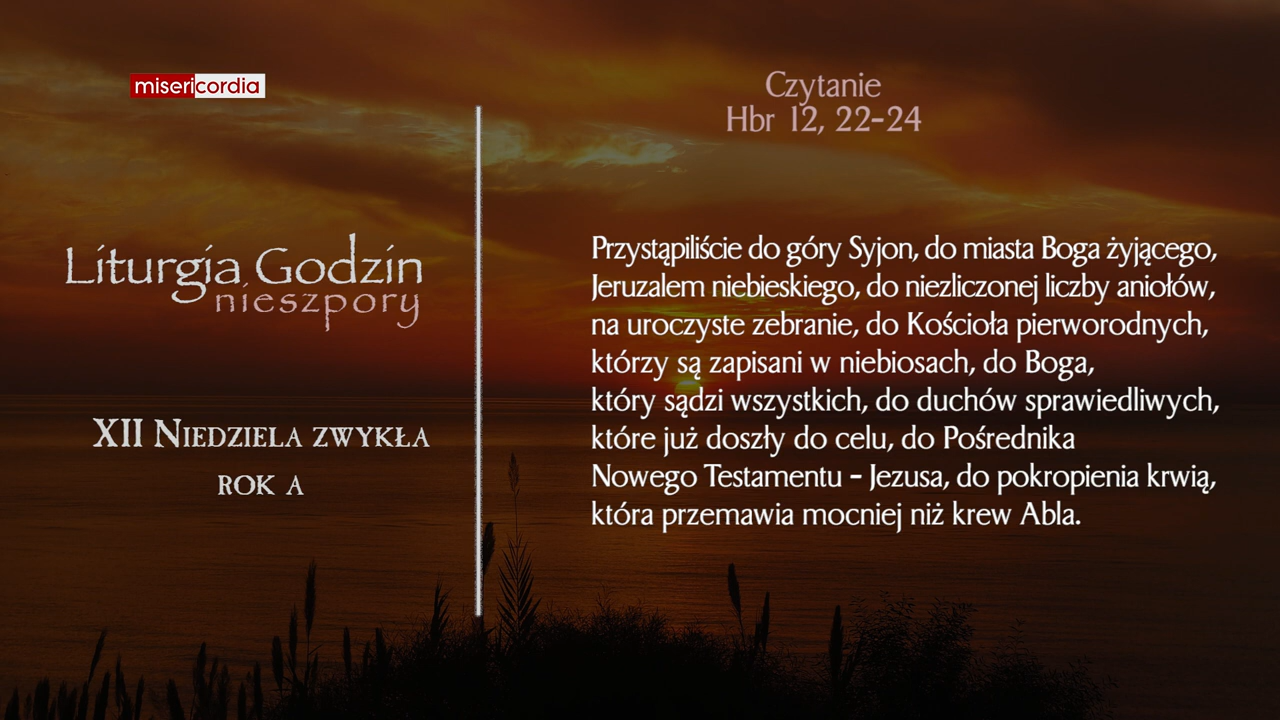 misericordia
Liturgia Godzin
nieszpory
XII Niedziela zwykła
rok A
Czytanie
Hbr 12, 22-24
Przystąpiliście do góry Syjon, do miasta Boga żyjącego,
Jeruzalem niebieskiego, do niezliczonej liczby aniołów,
na uroczyste zebranie, do Kościoła pierworodnych,
którzy są zapisani w niebiosach, do Boga,
który sądzi wszystkich, do duchów sprawiedliwych,
które już doszły do celu, do Pośrednika
Nowego Testamentu - Jezusa, do pokropienia krwią,
która przemawia mocniej niż krew Abla.